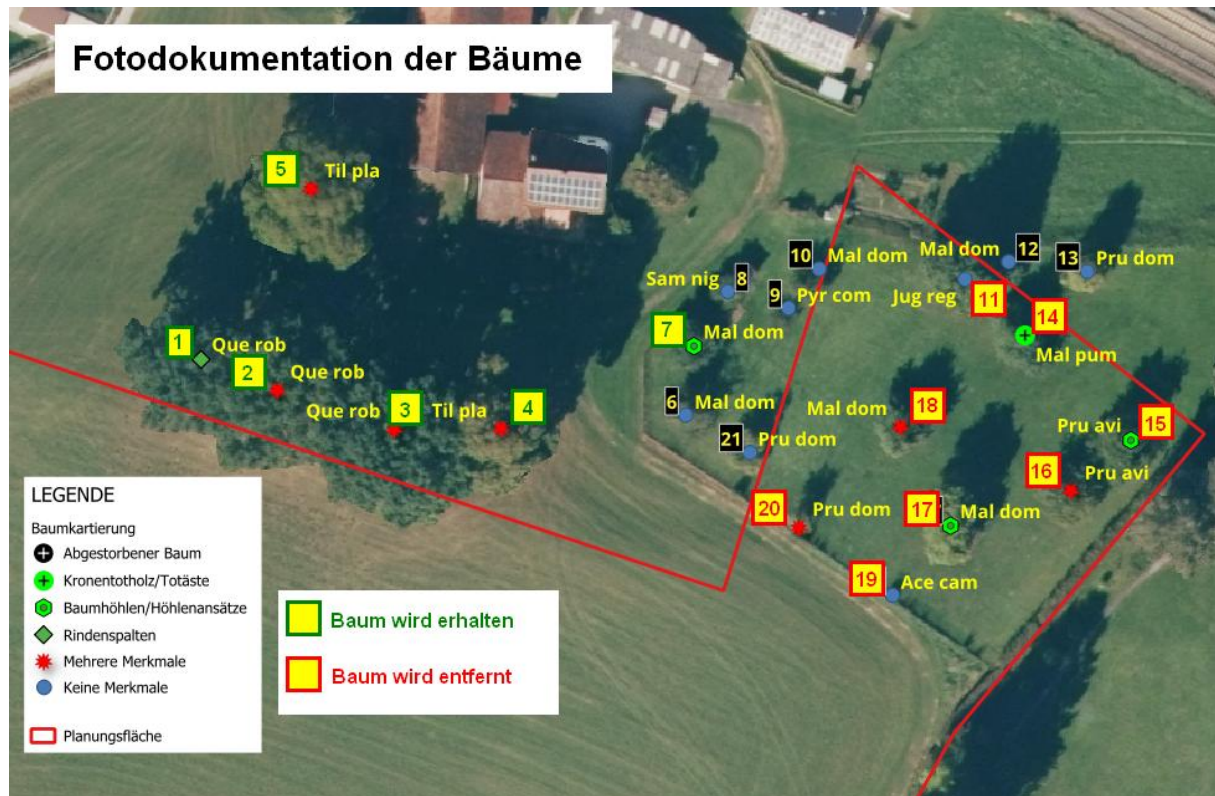 Fotodokumentation der Bäume
5 Til pla
10 Mal dom
Mal dom 12
13 Pru dom
Sam nig 8
9 Pyr com
Jug reg 11
14
Mal pum
7 Mal dom
1 Que rob
2 Que rob
Que rob 3
Til pla 4
6 Mal dom
21 Pru dom
Mal dom 18
Pru avi 15
16 Pru avi
20 Pru dom
17 Mal dom
19 Ace cam
LEGENDE
Baumkartierung
Abgestorbener Baum
Kronentotholz/Totäste
Baumhöhlen/Höhlenansätze
Rindenspalten
Mehrere Merkmale
Keine Merkmale
Planungsfläche
Baum wird erhalten
Baum wird entfernt